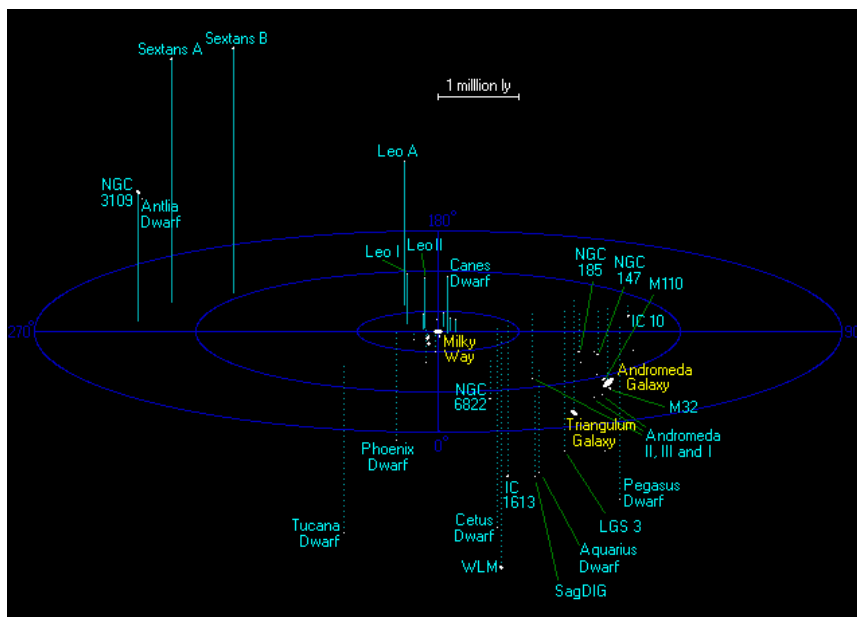 Sextans A
Sextans B
1 milllion ly
Leo A
NGC
3109
Antlia
Dwarf
180°
Leo I
Leo II
Canes
Dwarf
NGC
185
NGC
147
M110
IC 10
270°
Milky
Way
90
Andromeda
Galaxy
NGC
6822
M32
Triangulum
Galaxy
0°
Andromeda
II, III and I
Phoenix
Dwarf
IC
1613
Pegasus
Dwarf
Tucana
Dwarf
Cetus
Dwarf
LGS 3
Aquarius
Dwarf
WLM
SagDIG